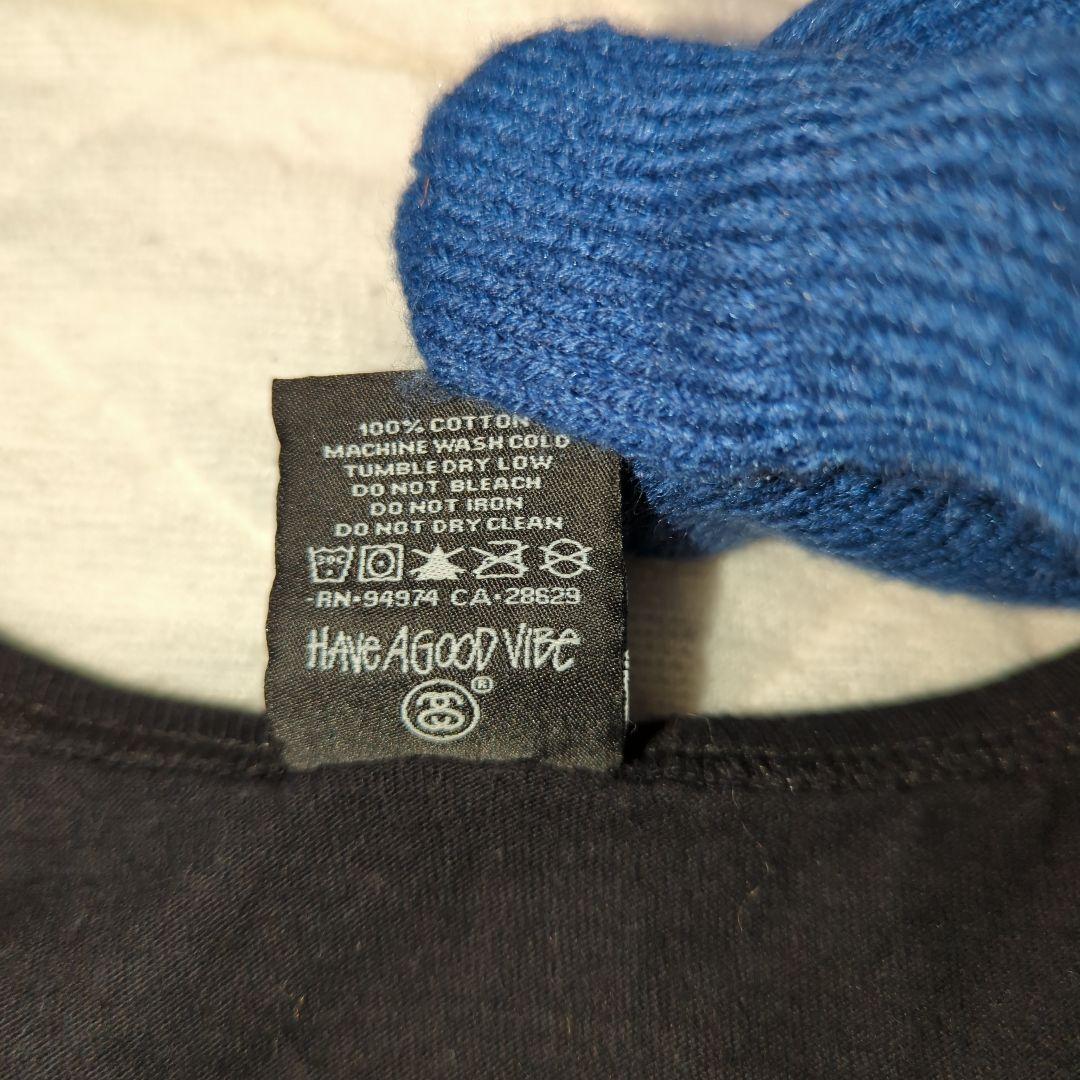 100% COTTON
MACHINE WASH COLD
TUMBLE DRY LOW
DO NOT BLEACH
DO NOT IRON
DO NOT DRY CLEAN
-RN•94974 CA•28629
HAVE A GOOD VIBE
®